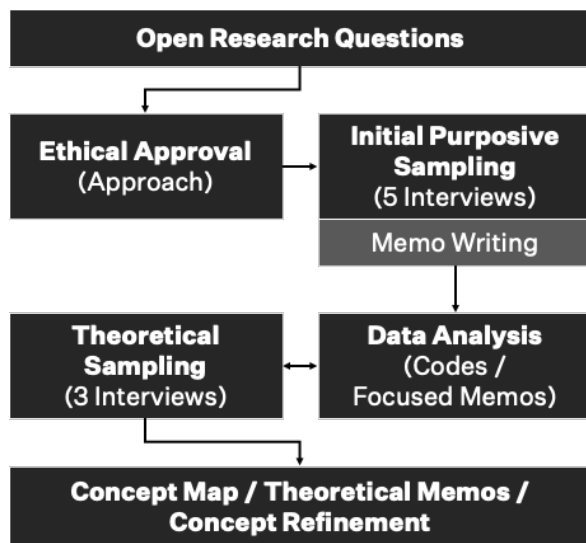 Open Research Questions
Ethical Approval
(Approach)
Initial Purposive
Sampling
(5 Interviews)
Memo Writing
Theoretical
Sampling
(3 Interviews)
Data Analysis
(Codes /
Focused Memos)
Concept Map / Theoretical Memos /
Concept Refinement